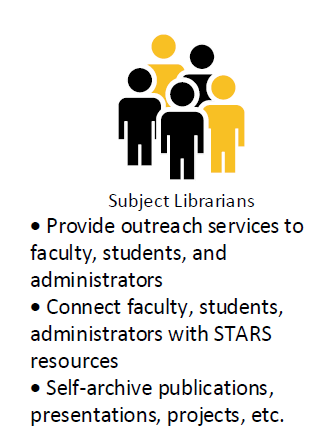 Subject Librarians
• Provide outreach services to
faculty, students, and
administrators
• Connect faculty, students,
administrators with STARS
resources
• Self-archive publications,
presentations, projects, etc.